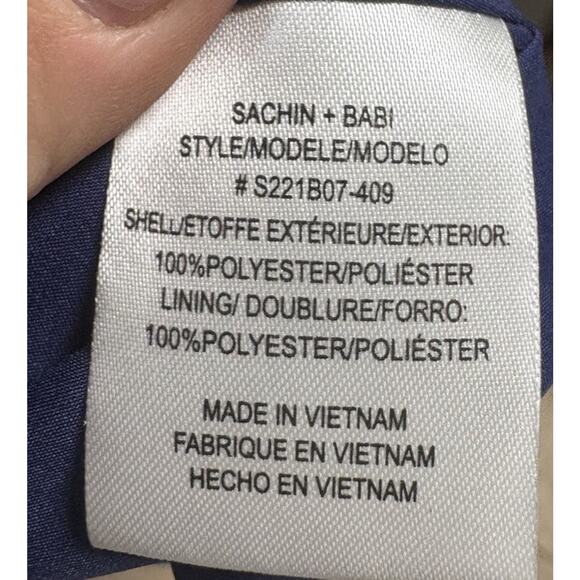 SACHIN + BABI
STYLE/MODELE/MODELO
# S221B07-409
SHELL/ETOFFE EXTÉRIEURE/EXTERIOR:
100%POLYESTER/POLIÉSTER
LINING/ DOUBLURE/FORRO:
100%POLYESTER/POLIÉSTER
MADE IN VIETNAM
FABRIQUE EN VIETNAM
HECHO EN VIETNAM